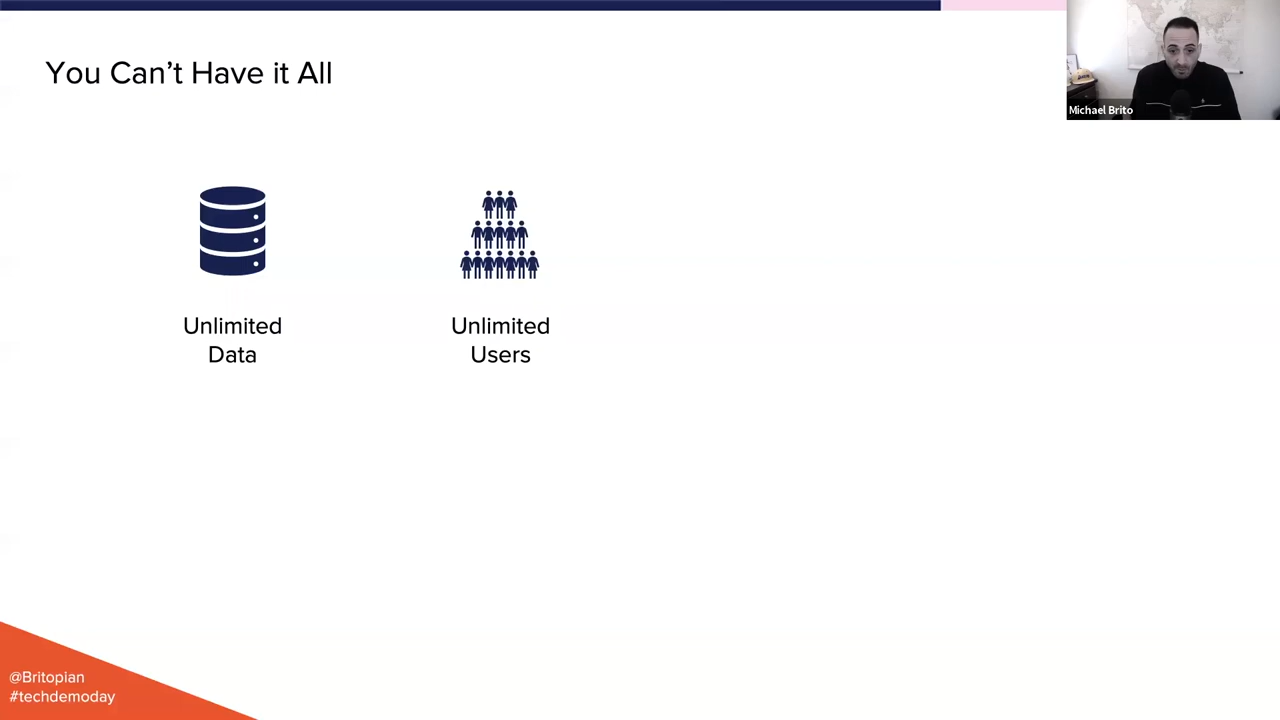 You Can't Have it All
Michael Brito
Unlimited
Data
Unlimited
Users
@Britopian
#techdemoday